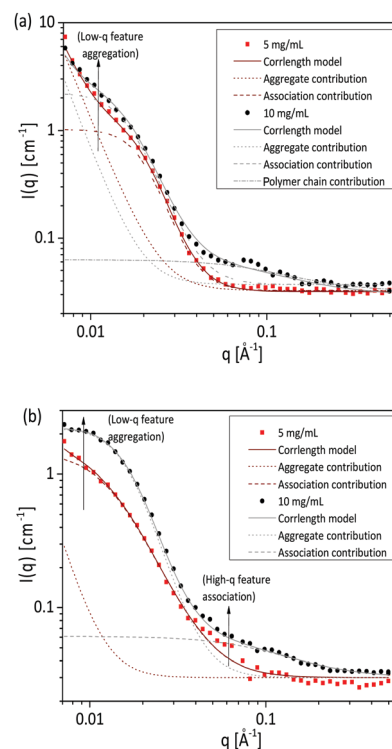 (a)
10
1
0.1
I(q) [cm⁻¹]
(Low-q feature
aggregation)
5 mg/mL
Corrlength model
Aggregate contribution
Association contribution
10 mg/mL
Corrlength model
Aggregate contribution
Association contribution
Polymer chain contribution
0.01 0.1
q [Å⁻¹]
(b)
1
0.1
I(q) [cm⁻¹]
(Low-q feature
aggregation)
5 mg/mL
Corrlength model
Aggregate contribution
Association contribution
10 mg/mL
Corrlength model
Aggregate contribution
Association contribution
(High-q feature
association)
0.01 0.1
q [Å⁻¹]